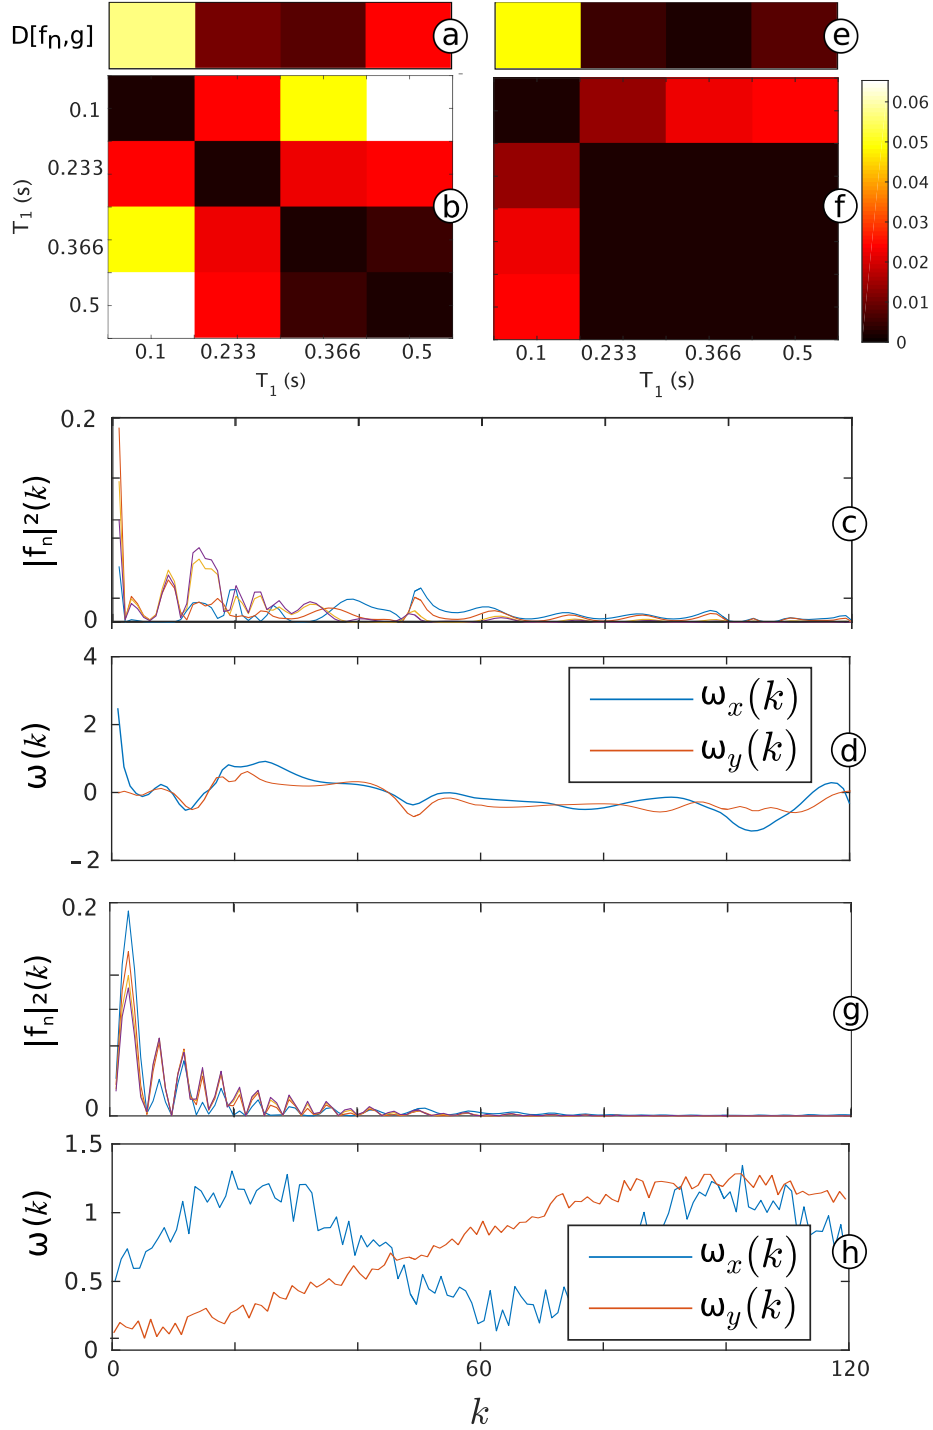 D[fn,g]
a
e
0.1
0.233
0.366
0.5
T1 (s)
b
f
0.06
0.05
0.04
0.03
0.02
0.01
0
0.1 0.233 0.366 0.5
0.1 0.233 0.366 0.5
T1 (s)
T1 (s)
0.2
|fn|²(k)
c
0
4
2
ω(k)
ωx(k)
ωy(k)
d
0
−2
0.2
|fn|²(k)
g
0
1.5
ω(k)
1
ωx(k)
ωy(k)
h
0.5
0
0 60 120
k